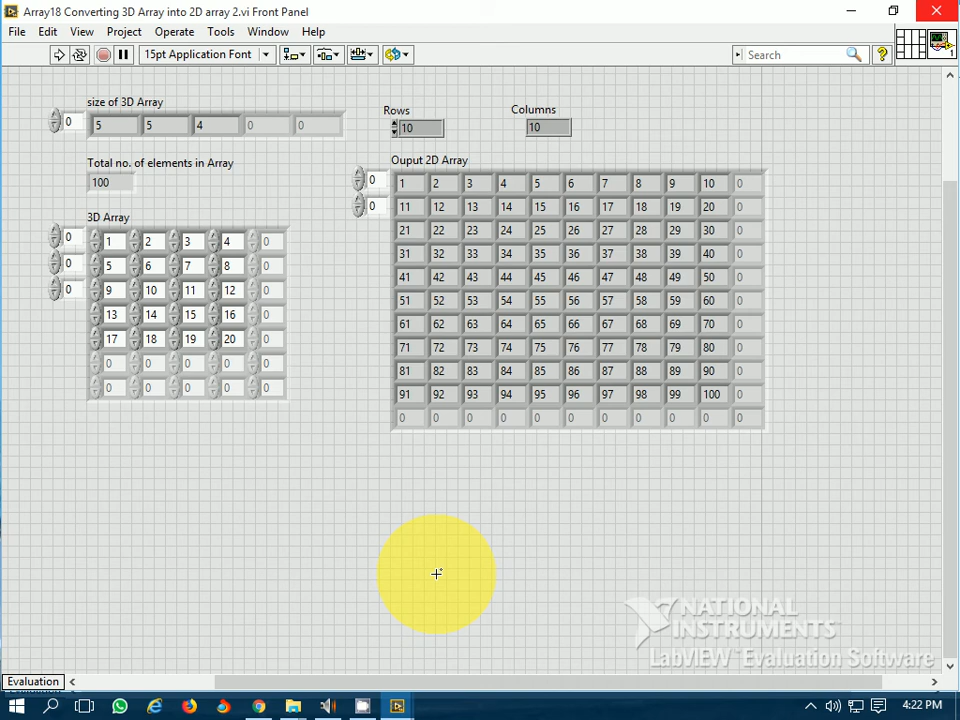 Array18 Converting 3D Array into 2D array 2.vi Front Panel
File Edit View Project Operate Tools Window Help
15pt Application Font Search ? 1
size of 3D Array
0 5 5 4 0 0
Rows Columns
10 10
Total no. of elements in Array
100
Ouput 2D Array
0 1 2 3 4 5 6 7 8 9 10 0
0 11 12 13 14 15 16 17 18 19 20 0
21 22 23 24 25 26 27 28 29 30 0
31 32 33 34 35 36 37 38 39 40 0
41 42 43 44 45 46 47 48 49 50 0
51 52 53 54 55 56 57 58 59 60 0
61 62 63 64 65 66 67 68 69 70 0
71 72 73 74 75 76 77 78 79 80 0
81 82 83 84 85 86 87 88 89 90 0
91 92 93 94 95 96 97 98 99 100 0
0 0 0 0 0 0 0 0 0 0 0
3D Array
0 1 2 3 4 0
0 5 6 7 8 0
0 9 10 11 12 0
13 14 15 16 0
17 18 19 20 0
0 0 0 0 0
0 0 0 0 0
NATIONAL
INSTRUMENTS
LabVIEW Evaluation Software
Evaluation
4:22 PM